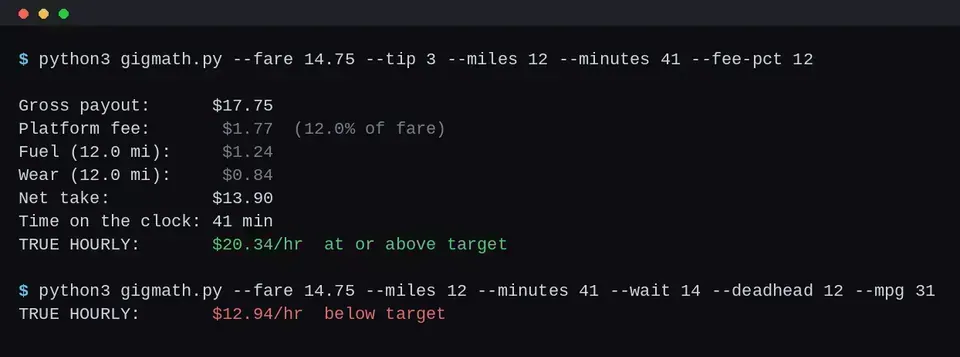 $ python3 gigmath.py --fare 14.75 --tip 3 --miles 12 --minutes 41 --fee-pct 12
Gross payout: $17.75
Platform fee: $1.77 (12.0% of fare)
Fuel (12.0 mi): $1.24
Wear (12.0 mi): $0.84
Net take: $13.90
Time on the clock: 41 min
TRUE HOURLY: $20.34/hr at or above target
$ python3 gigmath.py --fare 14.75 --miles 12 --minutes 41 --wait 14 --deadhead 12 --mpg 31
TRUE HOURLY: $12.94/hr below target